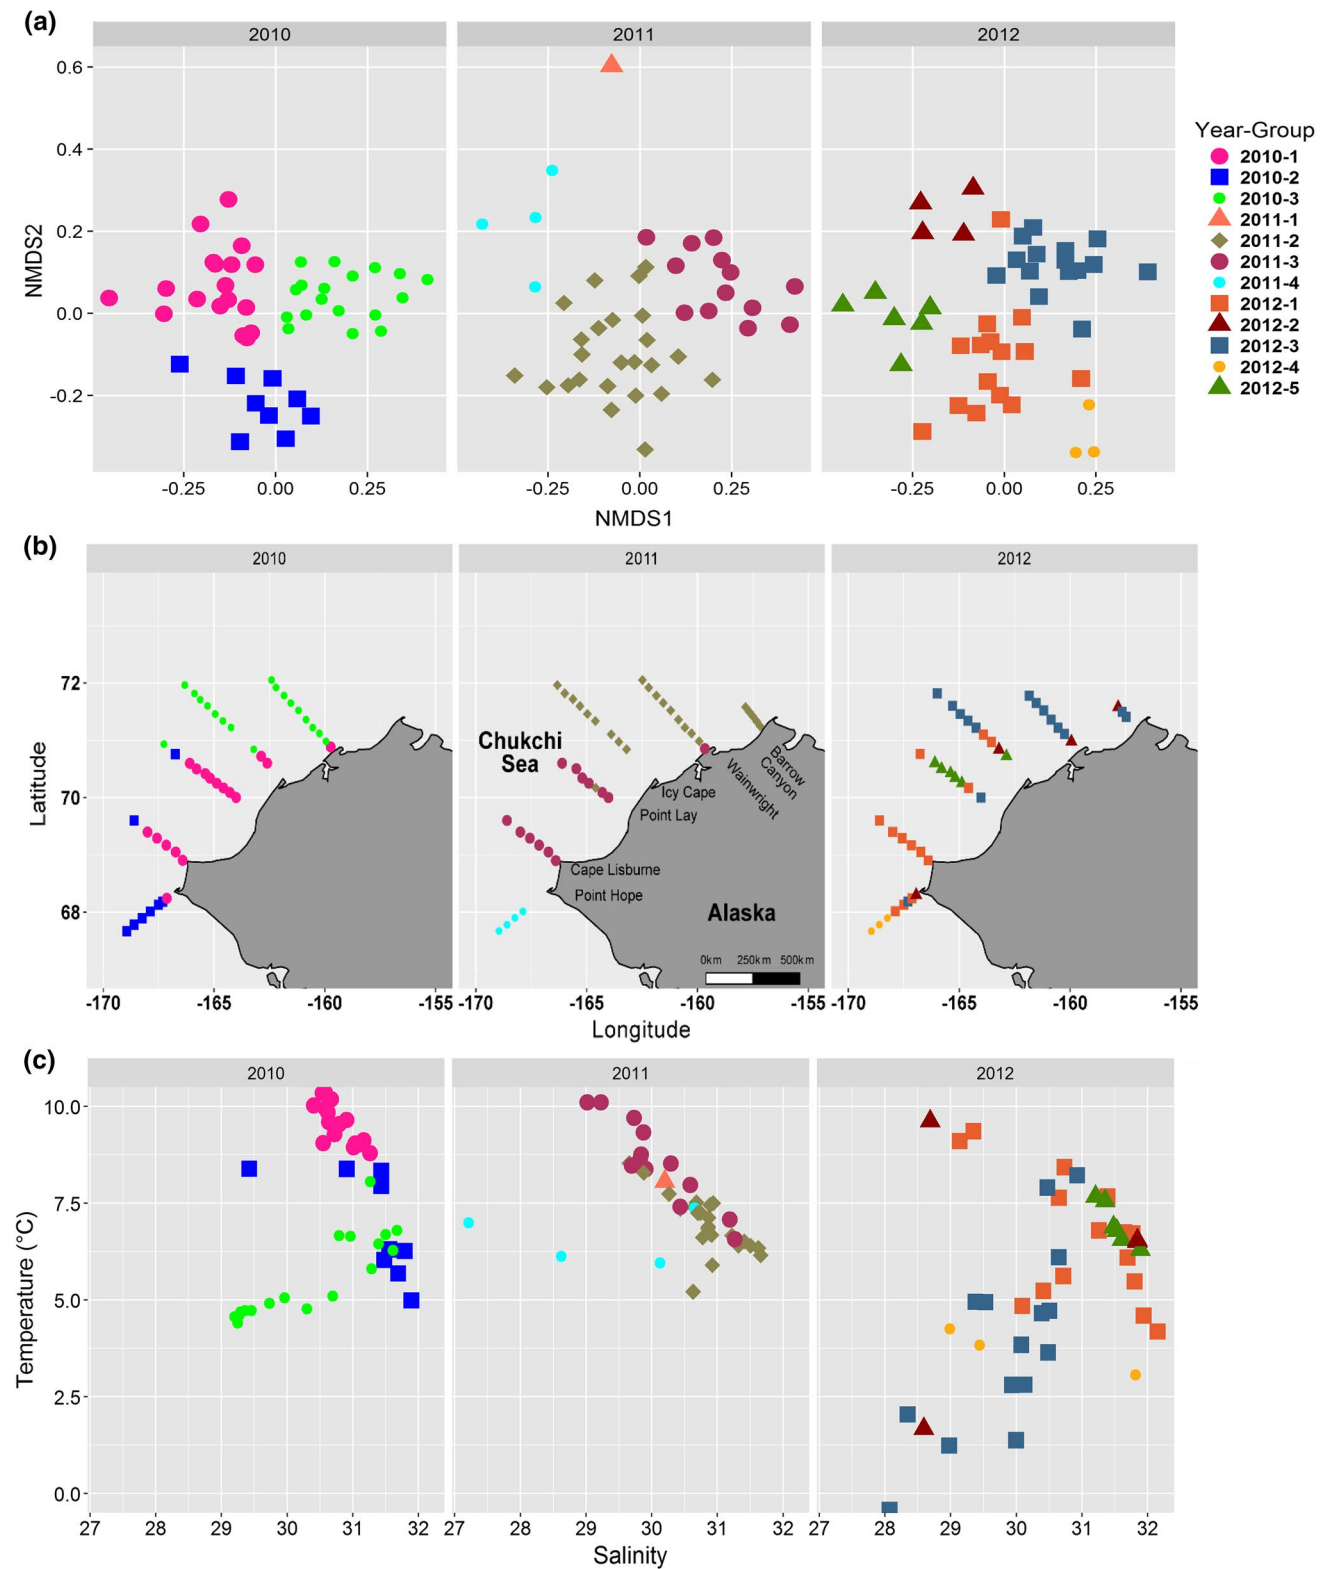 (a)
2010 2011 2012
NMDS2
0.6
0.4
0.2
0.0
-0.2
-0.25 0.00 0.25 -0.25 0.00 0.25 -0.25 0.00 0.25
NMDS1
Year-Group
2010-1
2010-2
2010-3
2011-1
2011-2
2011-3
2011-4
2012-1
2012-2
2012-3
2012-4
2012-5
(b)
2010 2011 2012
Latitude
72
70
68
Chukchi
Sea
Barrow
Canyon
Wainwright
Icy Cape
Point Lay
Cape Lisburne
Point Hope
Alaska
0km 250km 500km
-170 -165 -160 -155 -170 -165 -160 -155 -170 -165 -160 -155
Longitude
(c)
2010 2011 2012
Temperature (°C)
10.0
7.5
5.0
2.5
0.0
27 28 29 30 31 32 27 28 29 30 31 32 27 28 29 30 31 32
Salinity